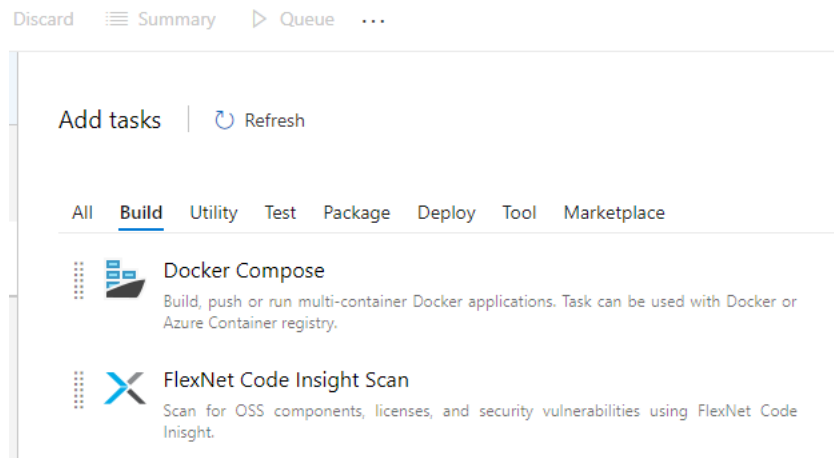 Discard Summary Queue ...
Add tasks Refresh
All Build Utility Test Package Deploy Tool Marketplace
Docker Compose
Build, push or run multi-container Docker applications. Task can be used with Docker or
Azure Container registry.
FlexNet Code Insight Scan
Scan for OSS components, licenses, and security vulnerabilities using FlexNet Code
Inisght.